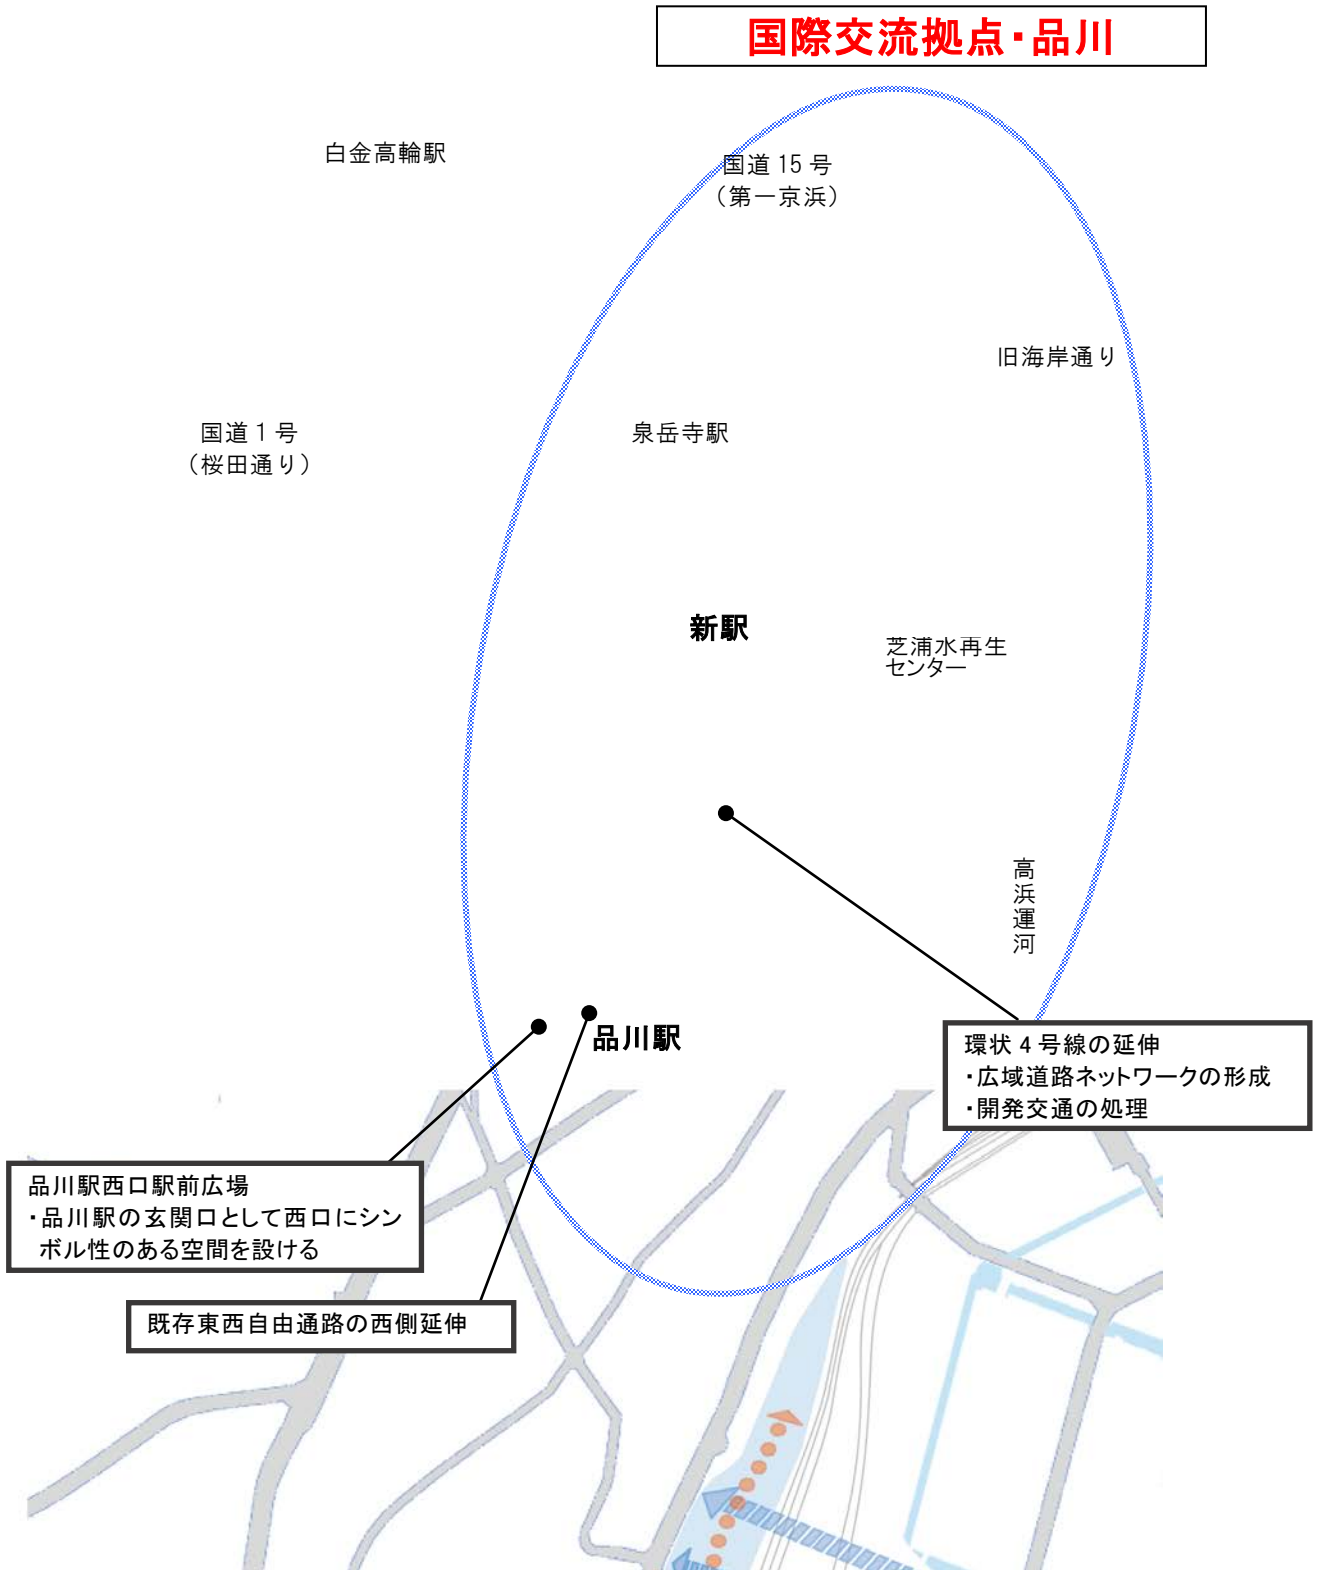 国際交流拠点・品川
白金高輪駅
国道 15 号
（第一京浜）
旧海岸通り
国道 1 号
（桜田通り）
泉岳寺駅
新駅
芝浦水再生
センター
高浜運河
品川駅
環状 4 号線の延伸
・広域道路ネットワークの形成
・開発交通の処理
品川駅西口駅前広場
・品川駅の玄関口として西口にシン
ボル性のある空間を設ける
既存東西自由通路の西側延伸